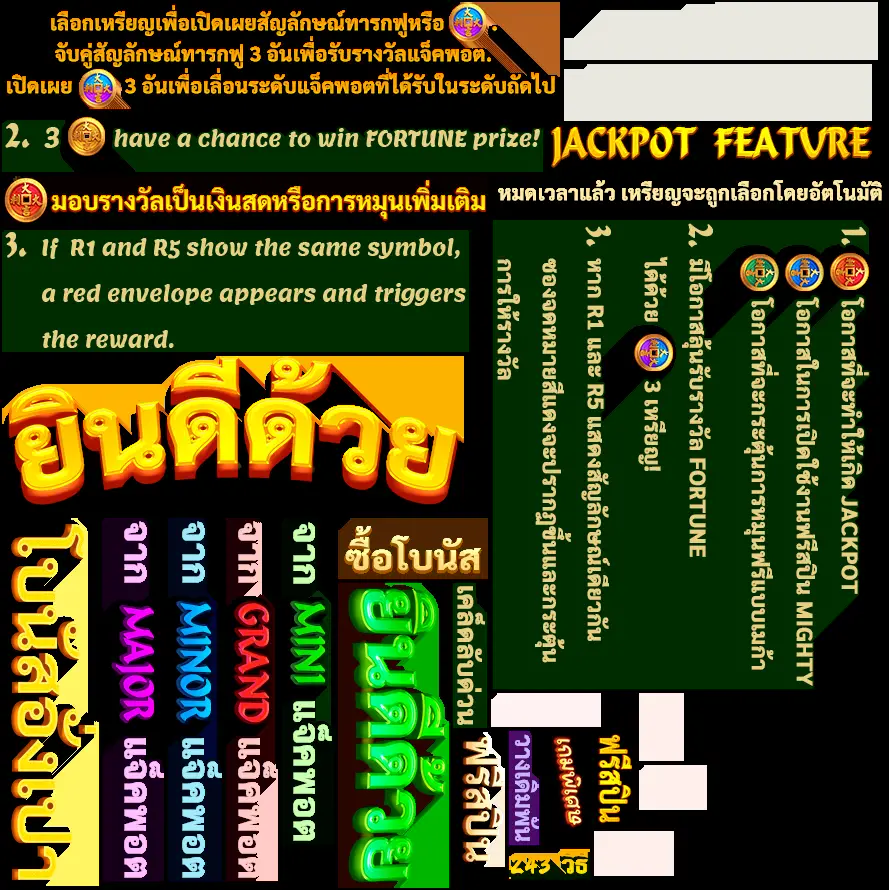 เลือกเหรียญเพื่อเปิดเผยสัญลักษณ์ทารกฟูหรือ
จับคู่สัญลักษณ์ทารกฟู 3 อันเพื่อรับรางวัลแจ็คพอต.
เปิดเผย 3 อันเพื่อเลื่อนระดับแจ็คพอตที่ได้รับในระดับถัดไป
2. 3 have a chance to win FORTUNE prize!
JACKPOT FEATURE
มอบรางวัลเป็นเงินสดหรือการหมุนเพิ่มเติม
หมดเวลาแล้ว เหรียญจะถูกเลือกโดยอัตโนมัติ
3. If R1 and R5 show the same symbol,
a red envelope appears and triggers
the reward.
1. โอกาสที่จะทำให้เกิด JACKPOT
โอกาสในการเปิดใช้งานฟรีสปิน MIGHTY
โอกาสที่จะกระตุ้นการหมุนฟรีแบบเมก้า
2. มีโอกาสลุ้นรับรางวัล FORTUNE
ได้ด้วย 3 เหรียญ!
3. หาก R1 และ R5 แสดงสัญลักษณ์เดียวกัน
ซองจดหมายสีแดงจะปรากฏขึ้นและกระตุ้น
การให้รางวัล
ยินดีด้วย
โบนัสอั่งเปา
จาก MAJOR แจ็คพอต
จาก MINOR แจ็คพอต
จาก GRAND แจ็คพอต
จาก MINI แจ็คพอต
ซื้อโบนัส
ยินดีด้วย
เคล็ดลับด่วน
ฟรีสปิน
วางเดิมพัน
เกมพิเศษ
ฟรีสปิน
243 วิธี